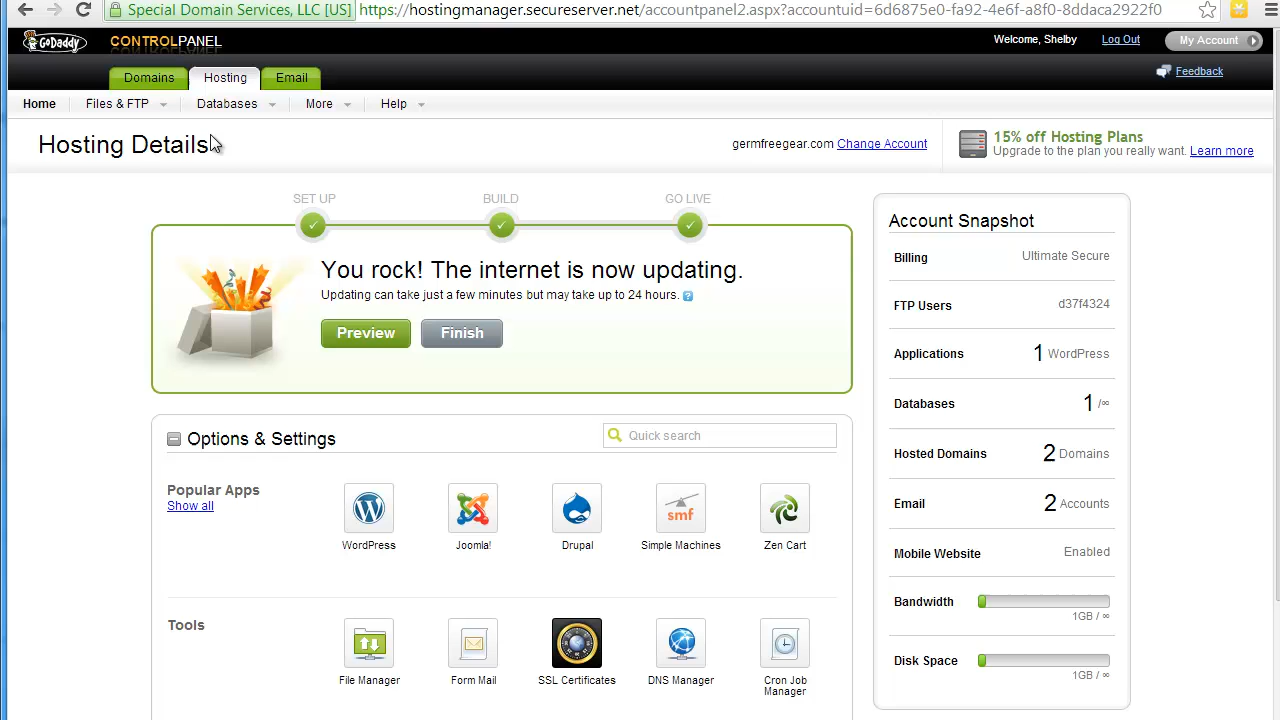 Special Domain Services, LLC [US] https://hostingmanager.secureserver.net/accountpanel2.aspx?accountuid=6d6875e0-fa92-4e6f-a8f0-8ddaca2922f0
GoDaddy CONTROLPANEL Welcome, Shelby Log Out My Account
Domains Hosting Email Feedback
Home Files & FTP Databases More Help
Hosting Details germfreegear.com Change Account
15% off Hosting Plans
Upgrade to the plan you really want. Learn more
SET UP BUILD GO LIVE
You rock! The internet is now updating.
Updating can take just a few minutes but may take up to 24 hours. ?
Preview Finish
Options & Settings Quick search
Popular Apps
Show all
WordPress Joomla! Drupal smf Simple Machines Zen Cart
Tools
File Manager Form Mail SSL Certificates DNS Manager Cron Job
Manager
Account Snapshot
Billing Ultimate Secure
FTP Users d37f4324
Applications 1 WordPress
Databases 1 /∞
Hosted Domains 2 Domains
Email 2 Accounts
Mobile Website Enabled
Bandwidth
1GB / ∞
Disk Space
1GB / ∞